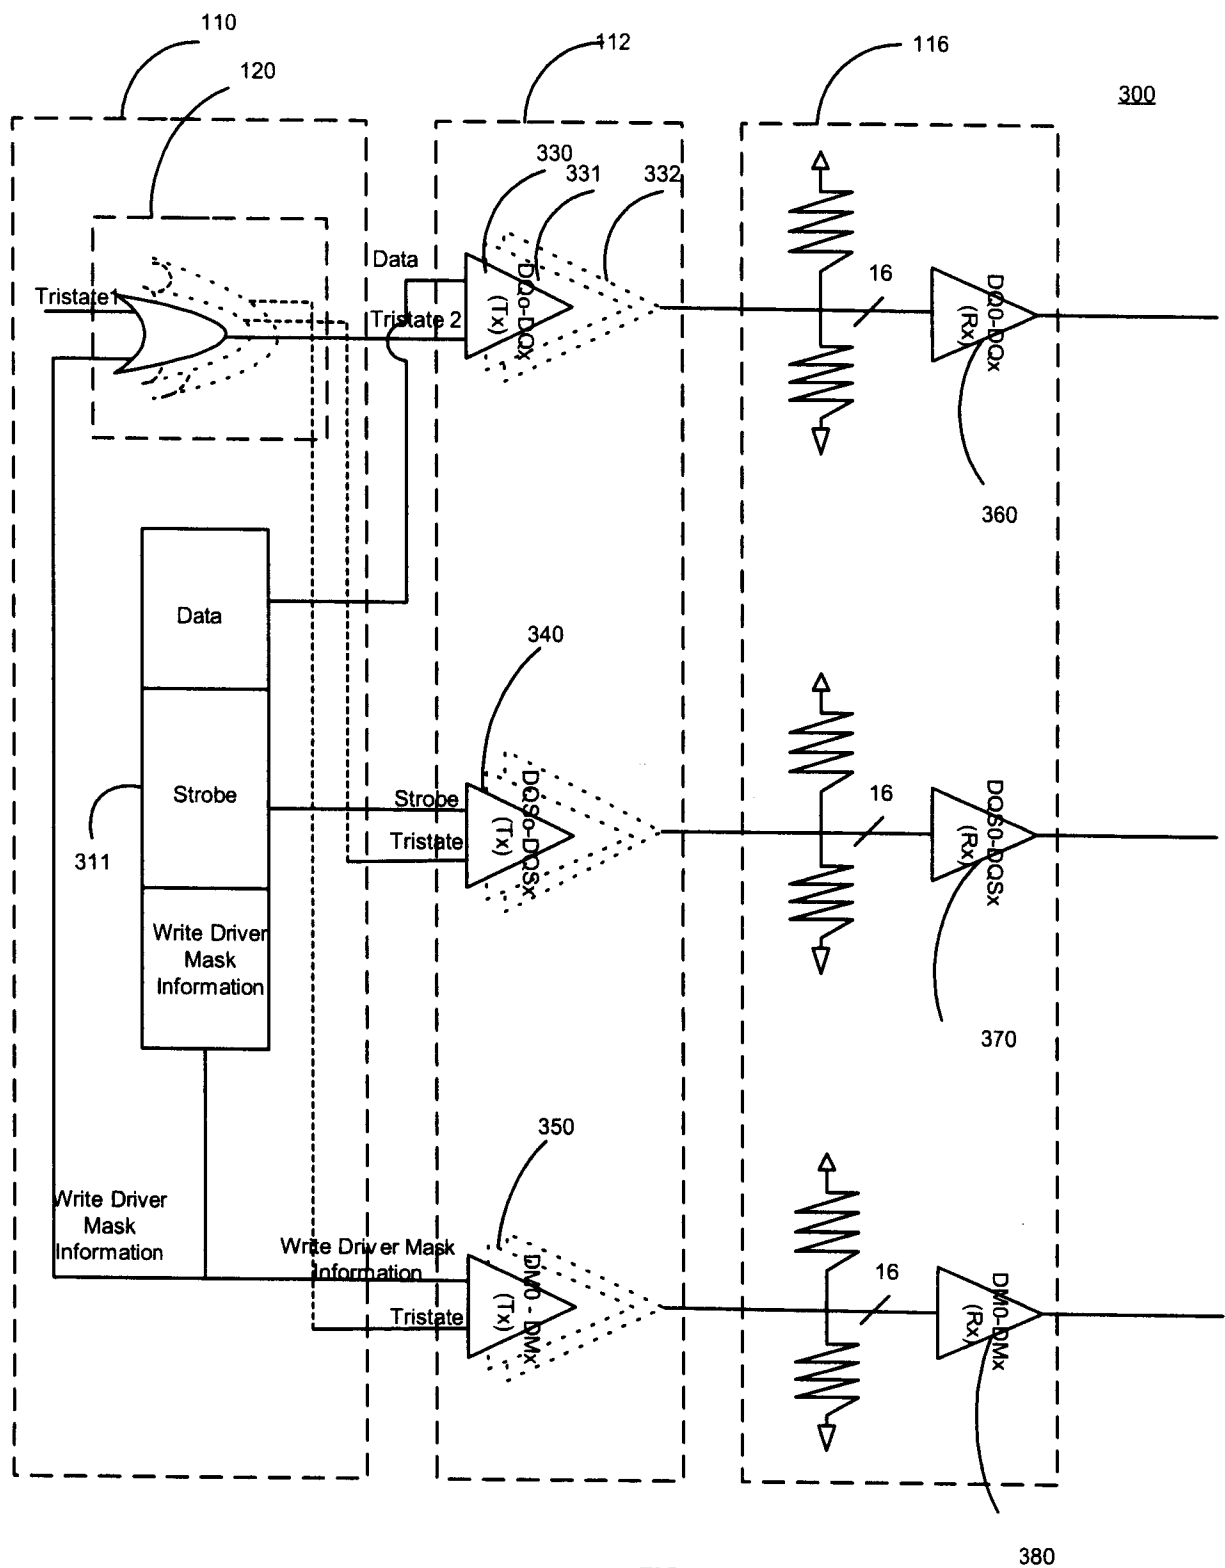 110
112
116
120
300
330
331
332
Data
Tristate1
Tristate 2
DQo-DQx
(Tx)
16
DQ0-DQx
(Rx)
360
Data
340
Strobe
Strobe
Tristate
DQSo-DQSx
(Tx)
16
DQS0-DQSx
(Rx)
311
Write Driver
Mask
Information
370
350
Write Driver
Mask
Information
Write Driver Mask
Information
Tristate
DM0 - DMx
(Tx)
16
DM0-DMx
(Rx)
380